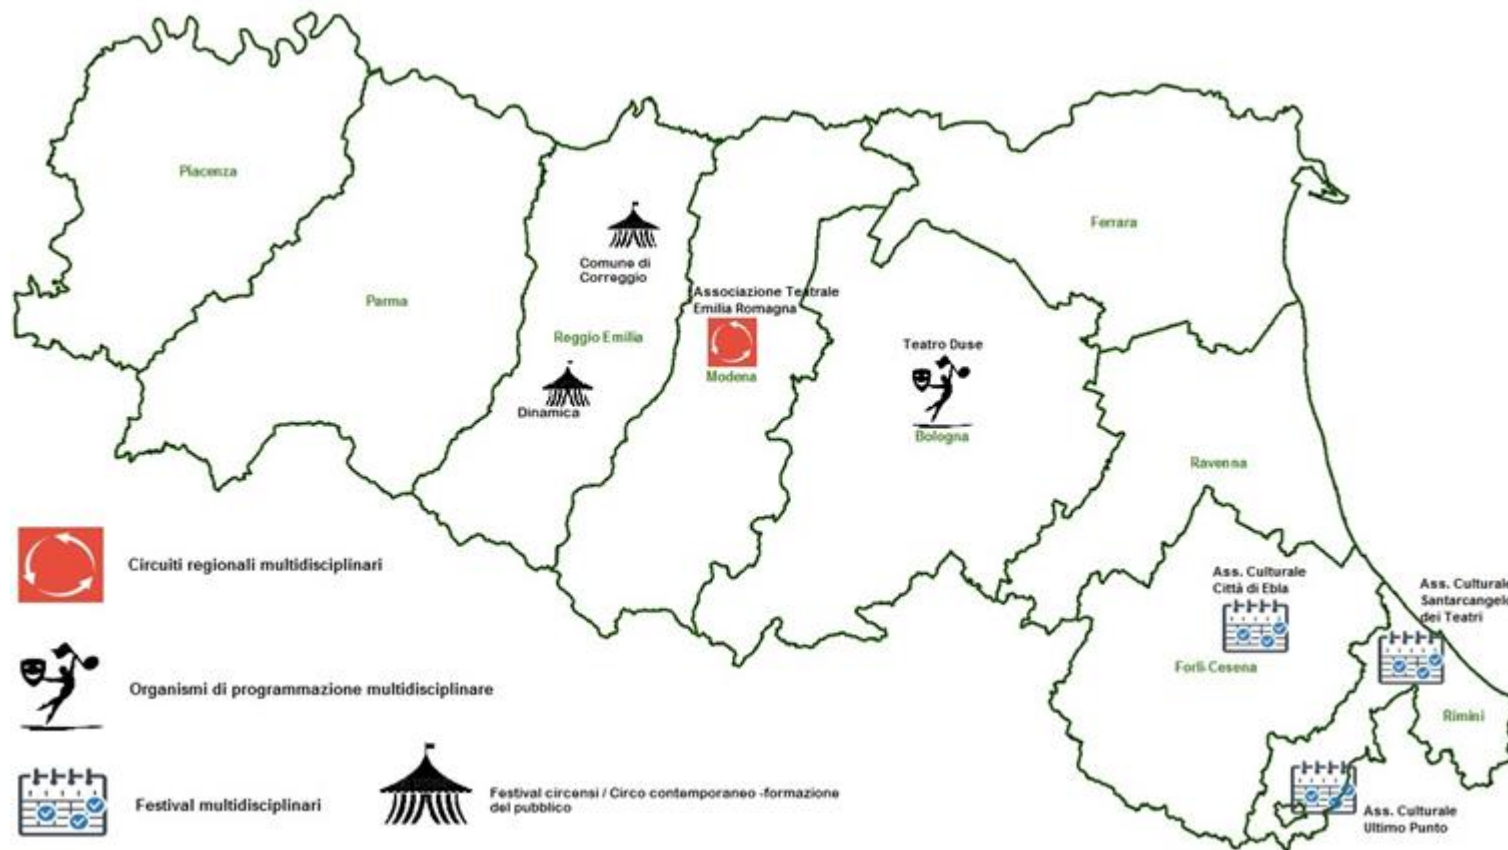 Piacenza
Parma
Comune di
Correggio
Reggio Emilia
Dinamica
Associazione Teatrale
Emilia Romagna
Modena
Teatro Duse
Bologna
Ferrara
Ravenna
Ass. Culturale
Città di Ebla
Forlì-Cesena
Ass. Culturale
Santarcangelo
dei Teatri
Rimini
Ass. Culturale
Ultimo Punto
Circuiti regionali multidisciplinari
Organismi di programmazione multidisciplinare
Festival multidisciplinari
Festival circensi / Circo contemporaneo -formazione
del pubblico